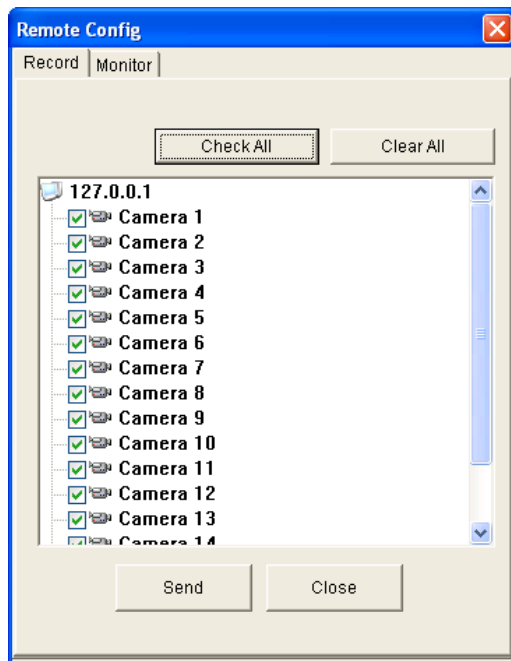 Remote Config
Record Monitor
Check All Clear All
127.0.0.1
Camera 1
Camera 2
Camera 3
Camera 4
Camera 5
Camera 6
Camera 7
Camera 8
Camera 9
Camera 10
Camera 11
Camera 12
Camera 13
Camera 14
Send Close